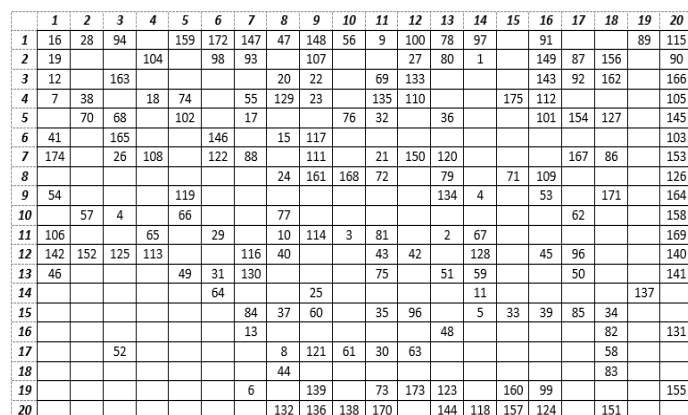 1 2 3 4 5 6 7 8 9 10 11 12 13 14 15 16 17 18 19 20
1 16 28 94 159 172 147 47 148 56 9 100 78 97 91 89 115
2 19 104 98 93 107 27 80 1 149 87 156 90
3 12 163 20 22 69 133 143 92 162 166
4 7 38 18 74 55 129 23 135 110 175 112 105
5 70 68 102 17 76 32 36 101 154 127 145
6 41 165 146 15 117 103
7 174 26 108 122 88 111 21 150 120 167 86 153
8 24 161 168 72 79 71 109 126
9 54 119 134 4 53 171 164
10 57 4 66 77 62 158
11 106 65 29 10 114 3 81 2 67 169
12 142 152 125 113 116 40 43 42 128 45 96 140
13 46 49 31 130 75 51 59 50 141
14 64 25 11 137
15 84 37 60 35 96 5 33 39 85 34
16 13 48 82 131
17 52 8 121 61 30 63 58
18 44 83
19 6 139 73 173 123 160 99 155
20 132 136 138 170 144 118 157 124 151